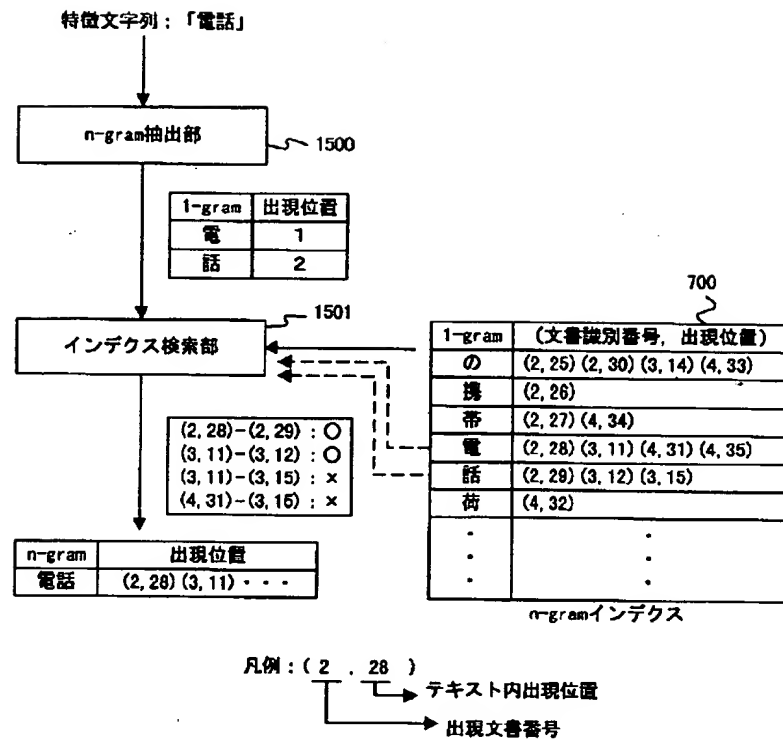 特徴文字列：「電話」
n-gram抽出部
1500
1-gram 出現位置
電 1
話 2
1501
インデクス検索部
700
1-gram (文書識別番号, 出現位置)
の (2, 25) (2, 30) (3, 14) (4, 33)
携 (2, 26)
帯 (2, 27) (4, 34)
電 (2, 28) (3, 11) (4, 31) (4, 35)
話 (2, 29) (3, 12) (3, 15)
荷 (4, 32)
・ ・
・ ・
・ ・
n-gramインデクス
(2, 28)-(2, 29) : ○
(3, 11)-(3, 12) : ○
(3, 11)-(3, 15) : ×
(4, 31)-(3, 15) : ×
n-gram 出現位置
電話 (2, 28) (3, 11)・・・
凡例：( 2 , 28 )
テキスト内出現位置
出現文書番号